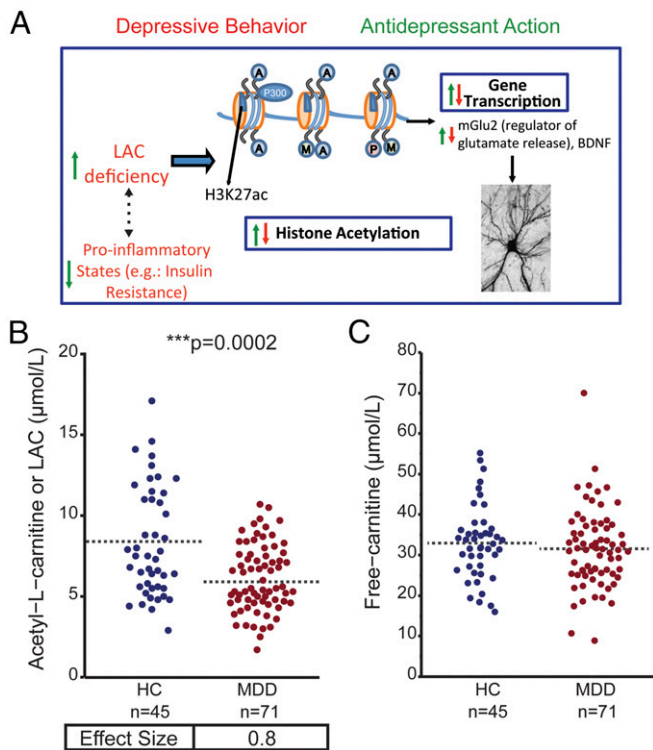 A
Depressive Behavior
Antidepressant Action
A
A
A
P300
Gene
Transcription
mGlu2 (regulator of
glutamate release), BDNF
LAC
deficiency
A
M
A
P
M
H3K27ac
Histone Acetylation
Pro-inflammatory
States (e.g.: Insulin
Resistance)
B
***p=0.0002
Acetyl-L-carnitine or LAC (μmol/L)
20
15
10
5
0
HC
MDD
n=45
n=71
Effect Size
0.8
C
Free-carnitine (μmol/L)
80
70
60
50
40
30
20
10
0
HC
MDD
n=45
n=71